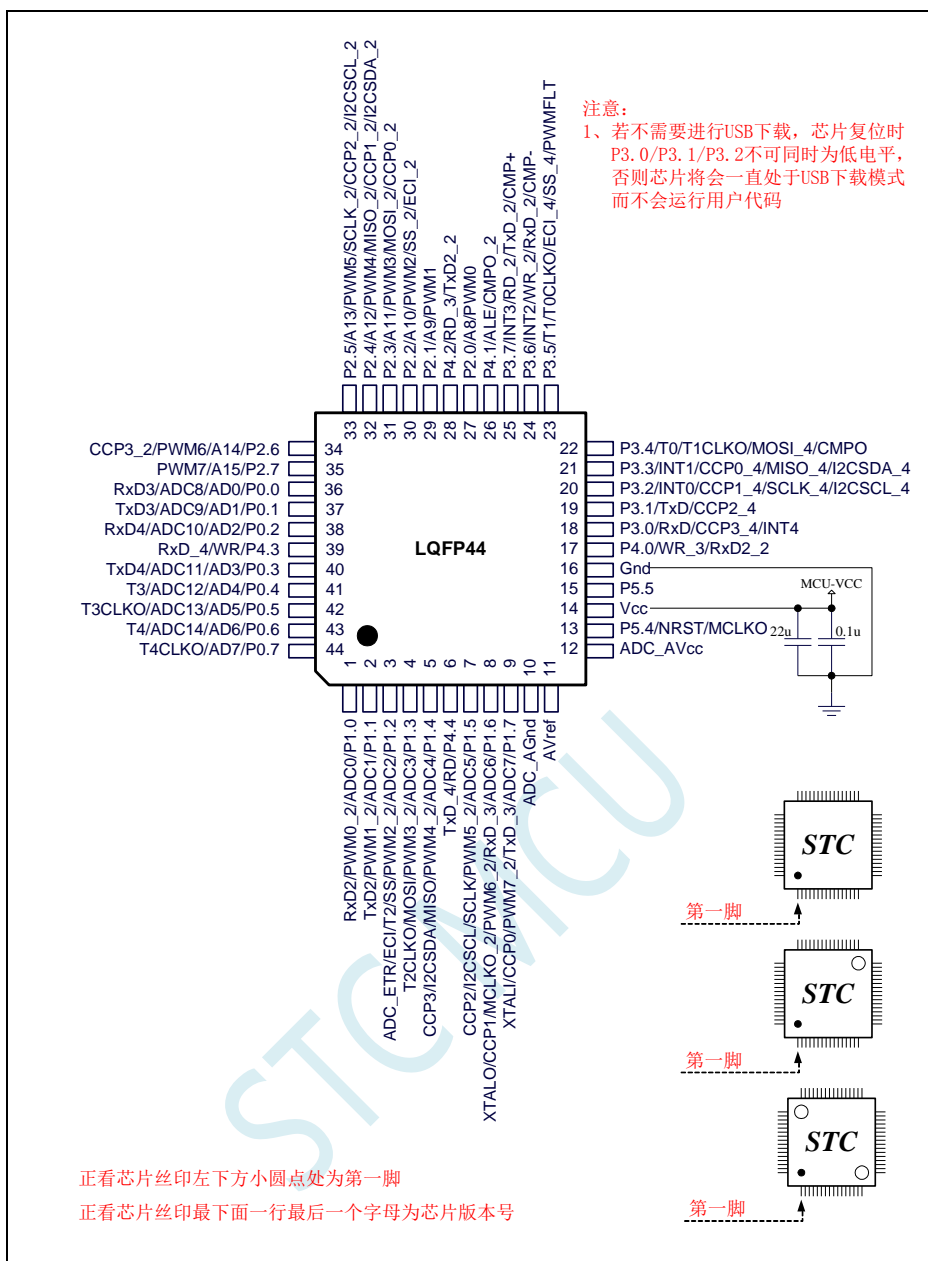 P2.5/A13/PWM5/SCLK_2/CCP2_2/I2CSCL_2
P2.4/A12/PWM4/MISO_2/CCP1_2/I2CSDA_2
P2.3/A11/PWM3/MOSI_2/CCP0_2
P2.2/A10/PWM2/SS_2/ECI_2
P2.1/A9/PWM1
P4.2/RD_3/TxD2_2
P2.0/A8/PWM0
P4.1/ALE/CMPO_2
P3.7/INT3/RD_2/TxD_2/CMP+
P3.6/INT2/WR_2/RxD_2/CMP-
P3.5/T1/T0CLKO/ECI_4/SS_4/PWMFLT
注意:
1、若不需要进行USB下载，芯片复位时
P3.0/P3.1/P3.2不可同时为低电平，
否则芯片将会一直处于USB下载模式
而不会运行用户代码
33 32 31 30 29 28 27 26 25 24 23
CCP3_2/PWM6/A14/P2.6 34
PWM7/A15/P2.7 35
RxD3/ADC8/AD0/P0.0 36
TxD3/ADC9/AD1/P0.1 37
RxD4/ADC10/AD2/P0.2 38
RxD_4/WR/P4.3 39
TxD4/ADC11/AD3/P0.3 40
T3/ADC12/AD4/P0.4 41
T3CLKO/ADC13/AD5/P0.5 42
T4/ADC14/AD6/P0.6 43
T4CLKO/AD7/P0.7 44
LQFP44
22 P3.4/T0/T1CLKO/MOSI_4/CMPO
21 P3.3/INT1/CCP0_4/MISO_4/I2CSDA_4
20 P3.2/INT0/CCP1_4/SCLK_4/I2CSCL_4
19 P3.1/TxD/CCP2_4
18 P3.0/RxD/CCP3_4/INT4
17 P4.0/WR_3/RxD2_2
16 Gnd
15 P5.5
14 Vcc
13 P5.4/NRST/MCLKO
12 ADC_AVcc
MCU-VCC
22u 0.1u
1 2 3 4 5 6 7 8 9 10 11
RxD2/PWM0_2/ADC0/P1.0
TxD2/PWM1_2/ADC1/P1.1
ADC_ETR/ECI/T2/SS/PWM2_2/ADC2/P1.2
T2CLKO/MOSI/PWM3_2/ADC3/P1.3
CCP3/I2CSDA/MISO/PWM4_2/ADC4/P1.4
TxD_4/RD/P4.4
CCP2/I2CSCL/SCLK/PWM5_2/ADC5/P1.5
XTALO/CCP1/MCLKO_2/PWM6_2/RxD_3/ADC6/P1.6
XTALI/CCP0/PWM7_2/TxD_3/ADC7/P1.7
ADC_AGnd
AVref
STC MCU
STC
第一脚
STC
第一脚
STC
第一脚
正看芯片丝印左下方小圆点处为第一脚
正看芯片丝印最下面一行最后一个字母为芯片版本号